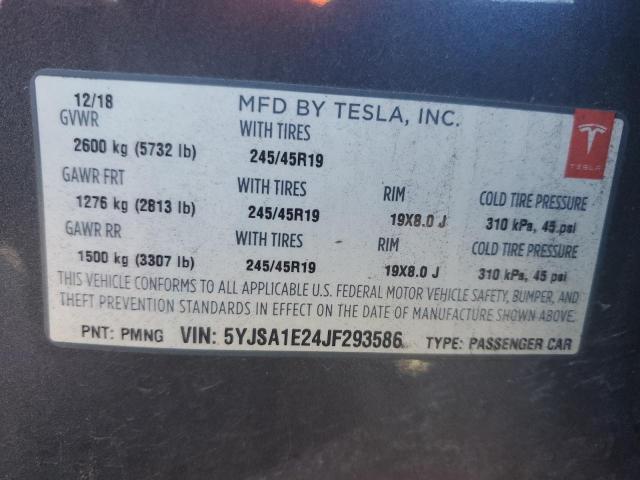 12/18 MFD BY TESLA, INC.
GVWR WITH TIRES
2600 kg (5732 lb) 245/45R19
GAWR FRT WITH TIRES RIM COLD TIRE PRESSURE
1276 kg (2813 lb) 245/45R19 19X8.0 J 310 kPa, 45 psi
GAWR RR WITH TIRES RIM COLD TIRE PRESSURE
1500 kg (3307 lb) 245/45R19 19X8.0 J 310 kPa, 45 psi
THIS VEHICLE CONFORMS TO ALL APPLICABLE U.S. FEDERAL MOTOR VEHICLE SAFETY, BUMPER, AND
THEFT PREVENTION STANDARDS IN EFFECT ON THE DATE OF MANUFACTURE SHOWN ABOVE.
PNT: PMNG VIN: 5YJSA1E24JF293586 TYPE: PASSENGER CAR
TESLA